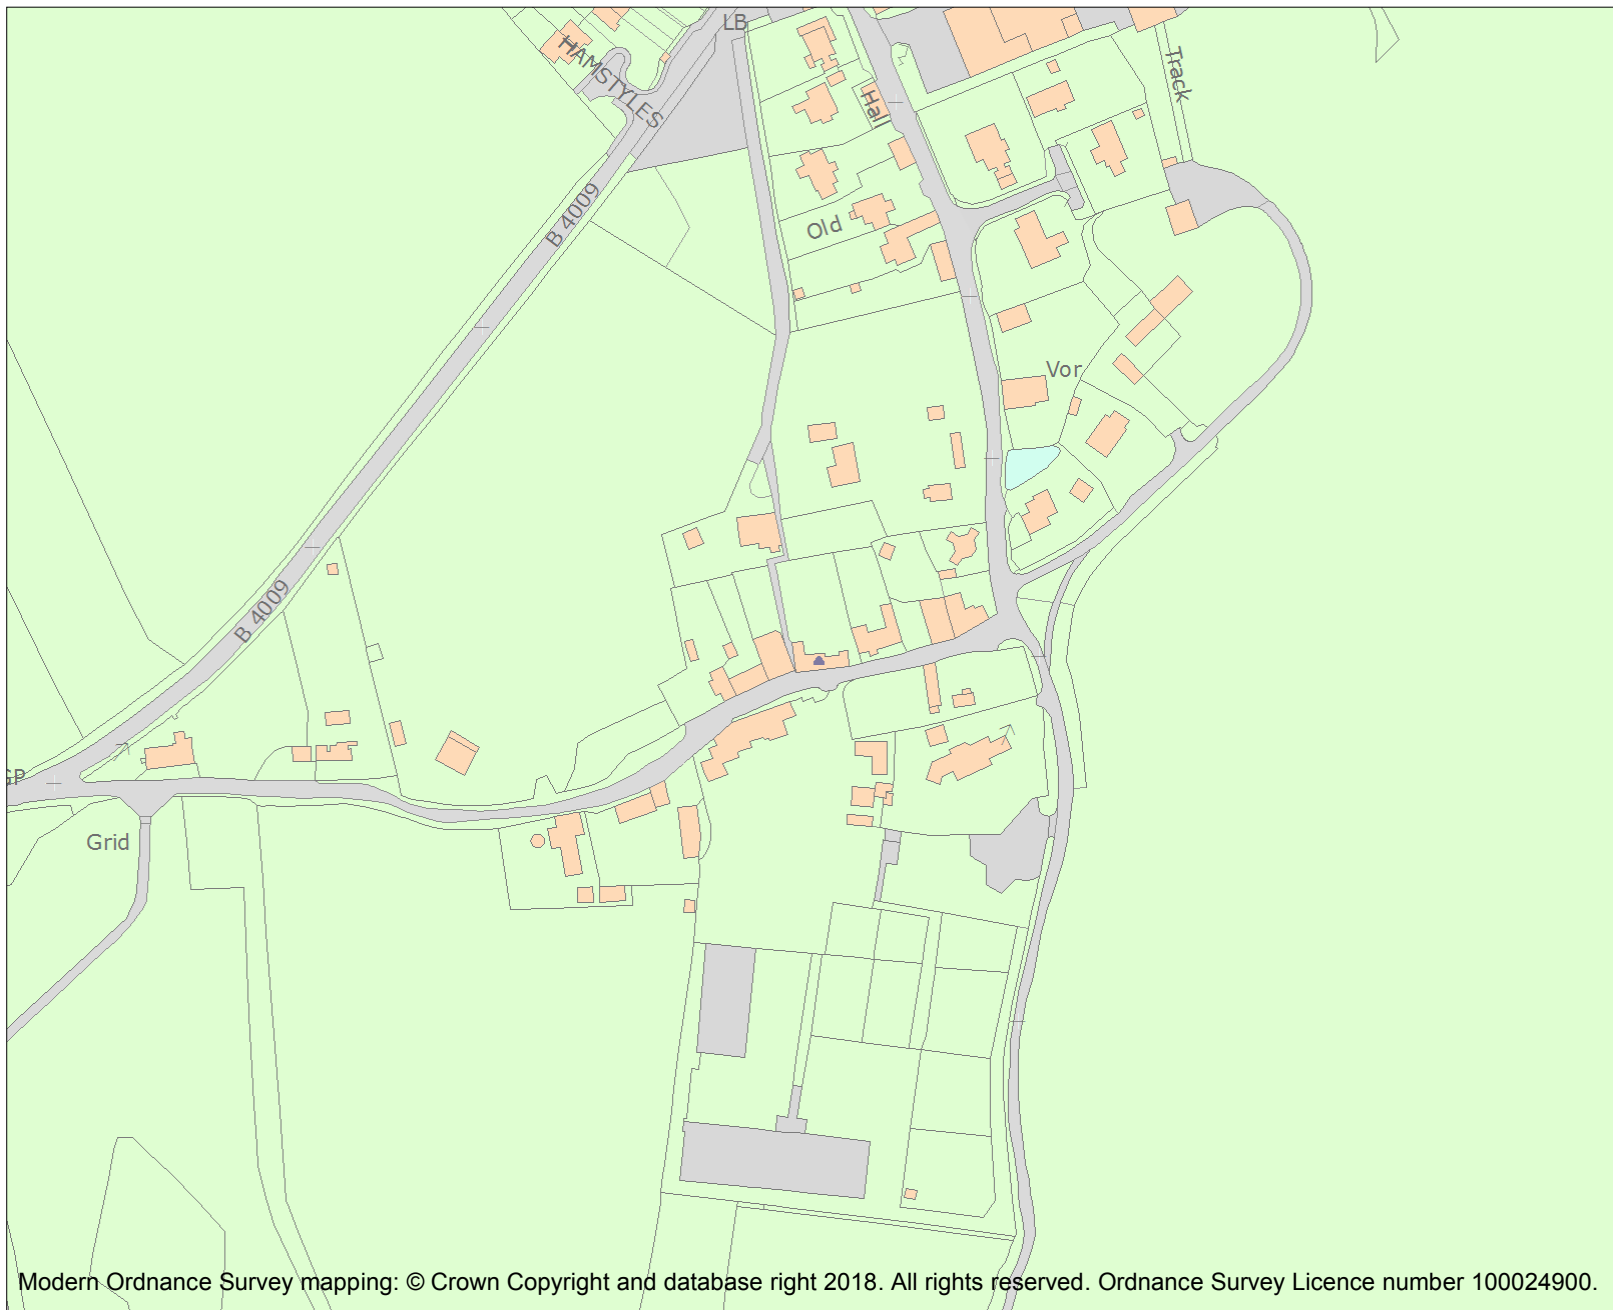 LB
HAMSTYLES
Track
Hall
B 4009
Old
Vor
B 4009
GP
Grid
Modern Ordnance Survey mapping: © Crown Copyright and database right 2018. All rights reserved. Ordnance Survey Licence number 100024900.